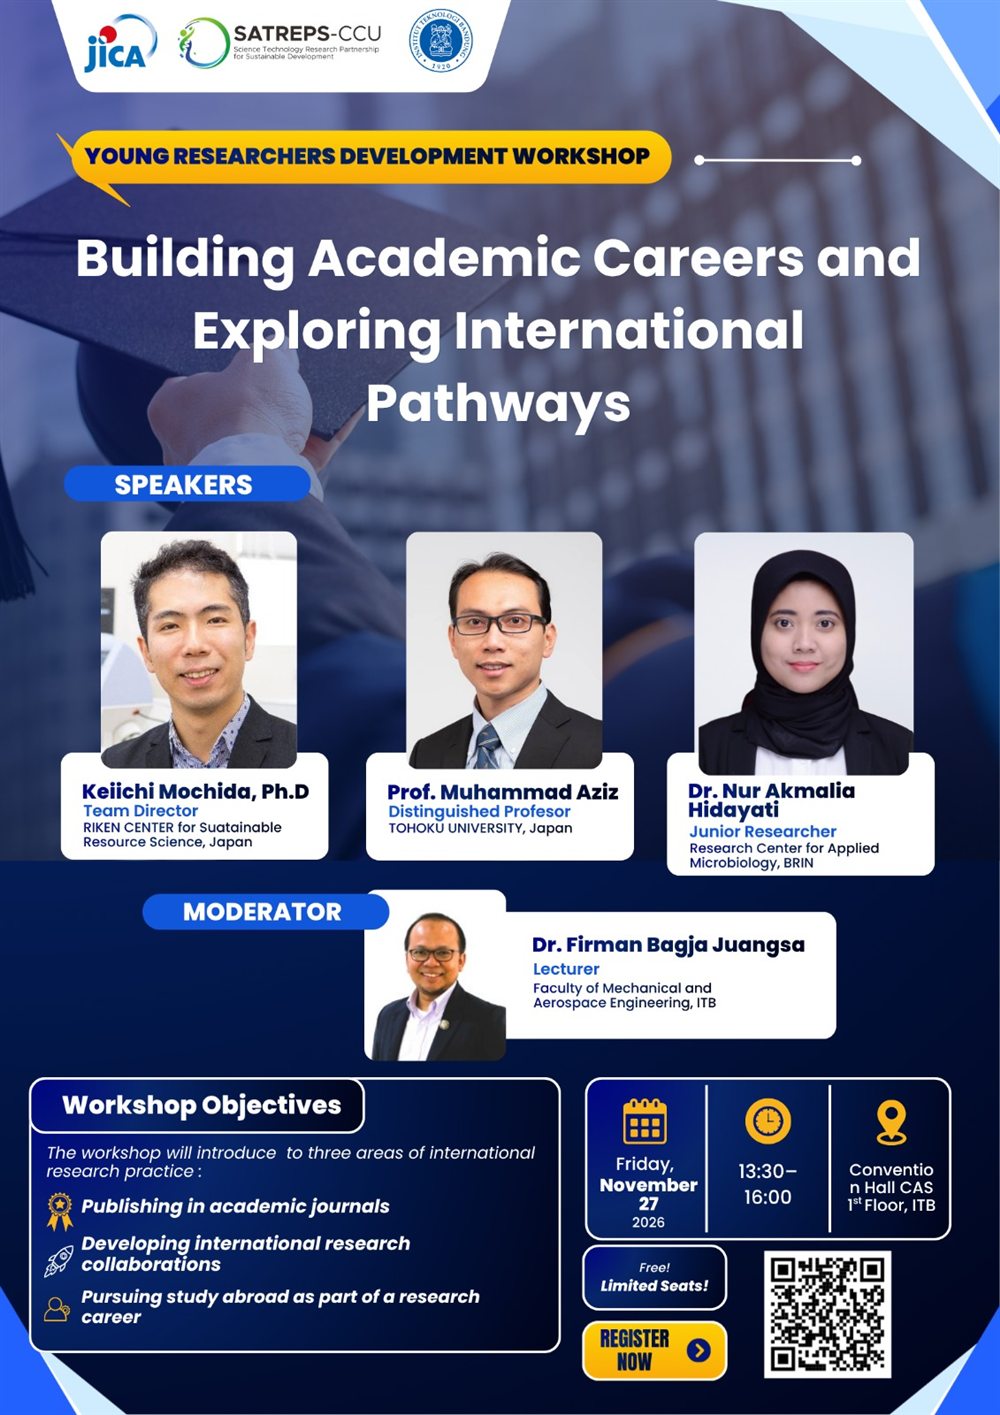 JICA
SATREPS-CCU
Science Technology Research Partnership
for Sustainable Development
INSTITUT TEKNOLOGI BANDUNG
1920
YOUNG RESEARCHERS DEVELOPMENT WORKSHOP
Building Academic Careers and
Exploring International
Pathways
SPEAKERS
Keiichi Mochida, Ph.D
Team Director
RIKEN CENTER for Suatainable
Resource Science, Japan
Prof. Muhammad Aziz
Distinguished Profesor
TOHOKU UNIVERSITY, Japan
Dr. Nur Akmalia
Hidayati
Junior Researcher
Research Center for Applied
Microbiology, BRIN
MODERATOR
Dr. Firman Bagja Juangsa
Lecturer
Faculty of Mechanical and
Aerospace Engineering, ITB
Workshop Objectives
The workshop will introduce to three areas of international
research practice :
Publishing in academic journals
Developing international research
collaborations
Pursuing study abroad as part of a research
career
Friday,
November
27
2026
13:30–
16:00
Conventio
n Hall CAS
1st Floor, ITB
Free!
Limited Seats!
REGISTER
NOW